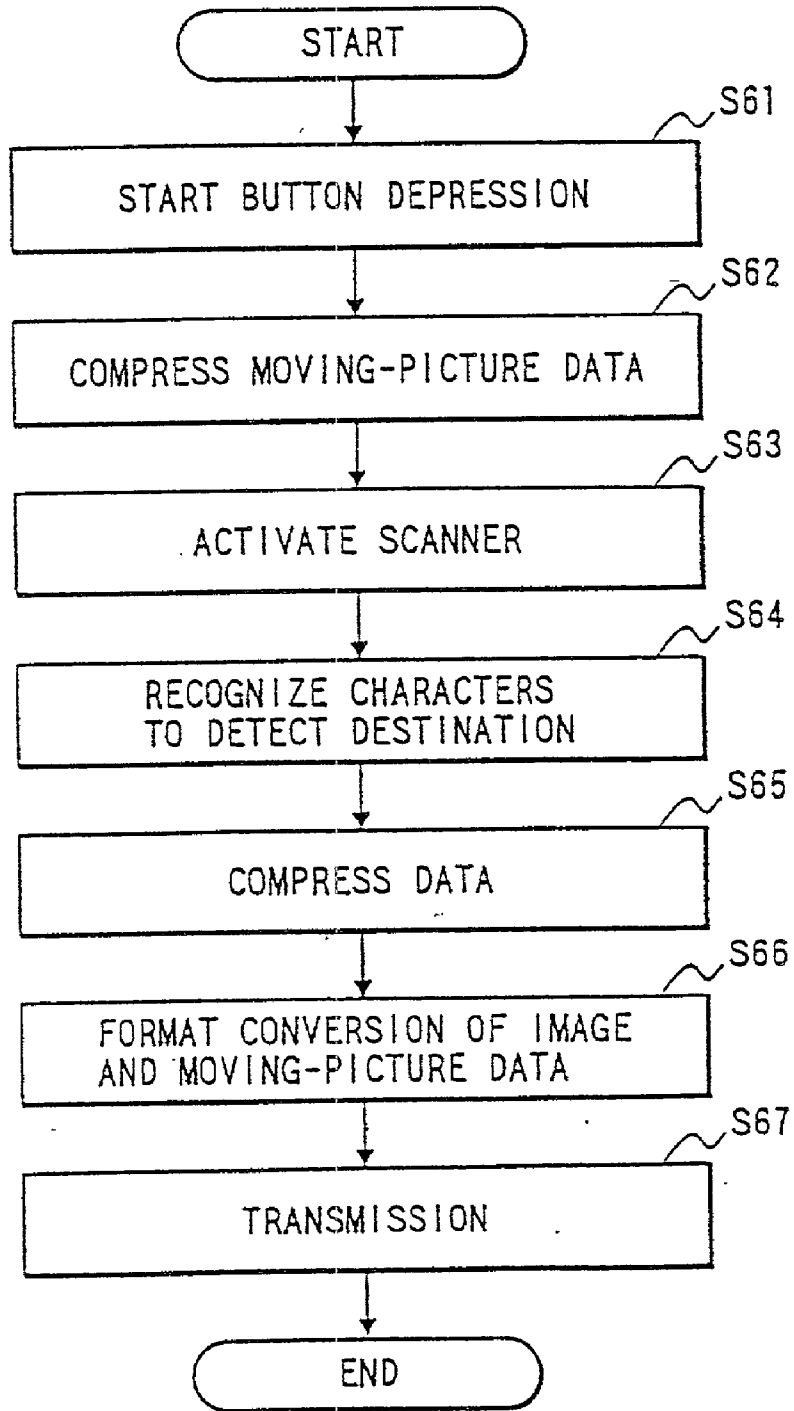 START
S61
START BUTTON DEPRESSION
S62
COMPRESS MOVING-PICTURE DATA
S63
ACTIVATE SCANNER
S64
RECOGNIZE CHARACTERS
TO DETECT DESTINATION
S65
COMPRESS DATA
S66
FORMAT CONVERSION OF IMAGE
AND MOVING-PICTURE DATA
S67
TRANSMISSION
END